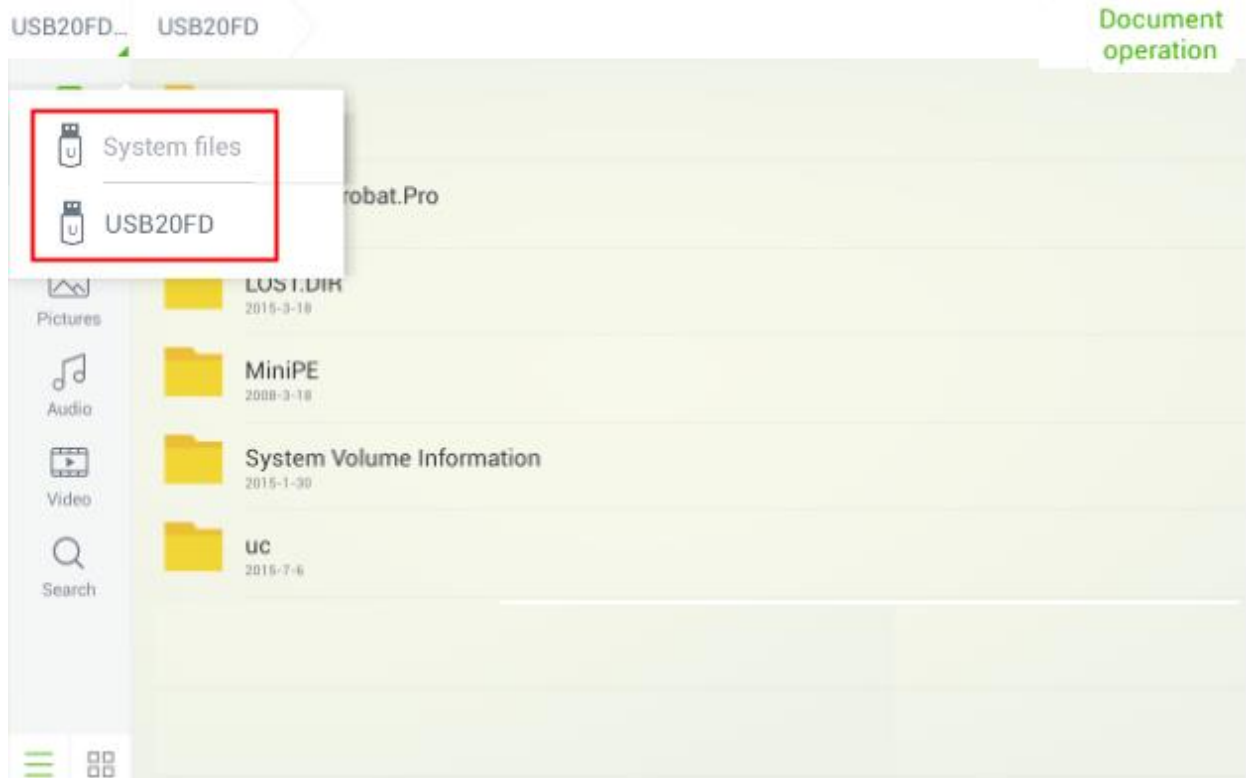 USB20FD...
USB20FD
Document
operation
System files
USB20FD
robat.Pro
LOST.DIR
2015-3-18
Pictures
MiniPE
2008-3-18
Audio
System Volume Information
2015-1-30
Video
uc
2015-7-6
Search